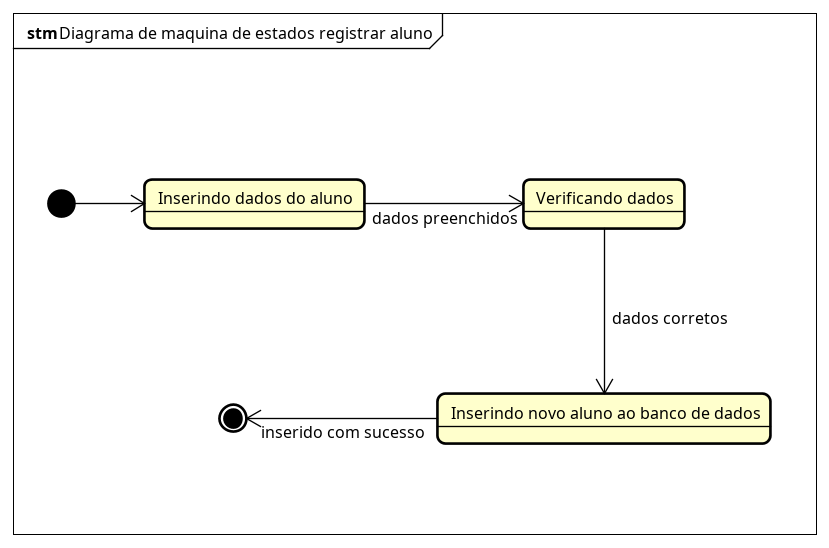 stm Diagrama de maquina de estados registrar aluno
Inserindo dados do aluno
Verificando dados
dados preenchidos
dados corretos
Inserindo novo aluno ao banco de dados
inserido com sucesso